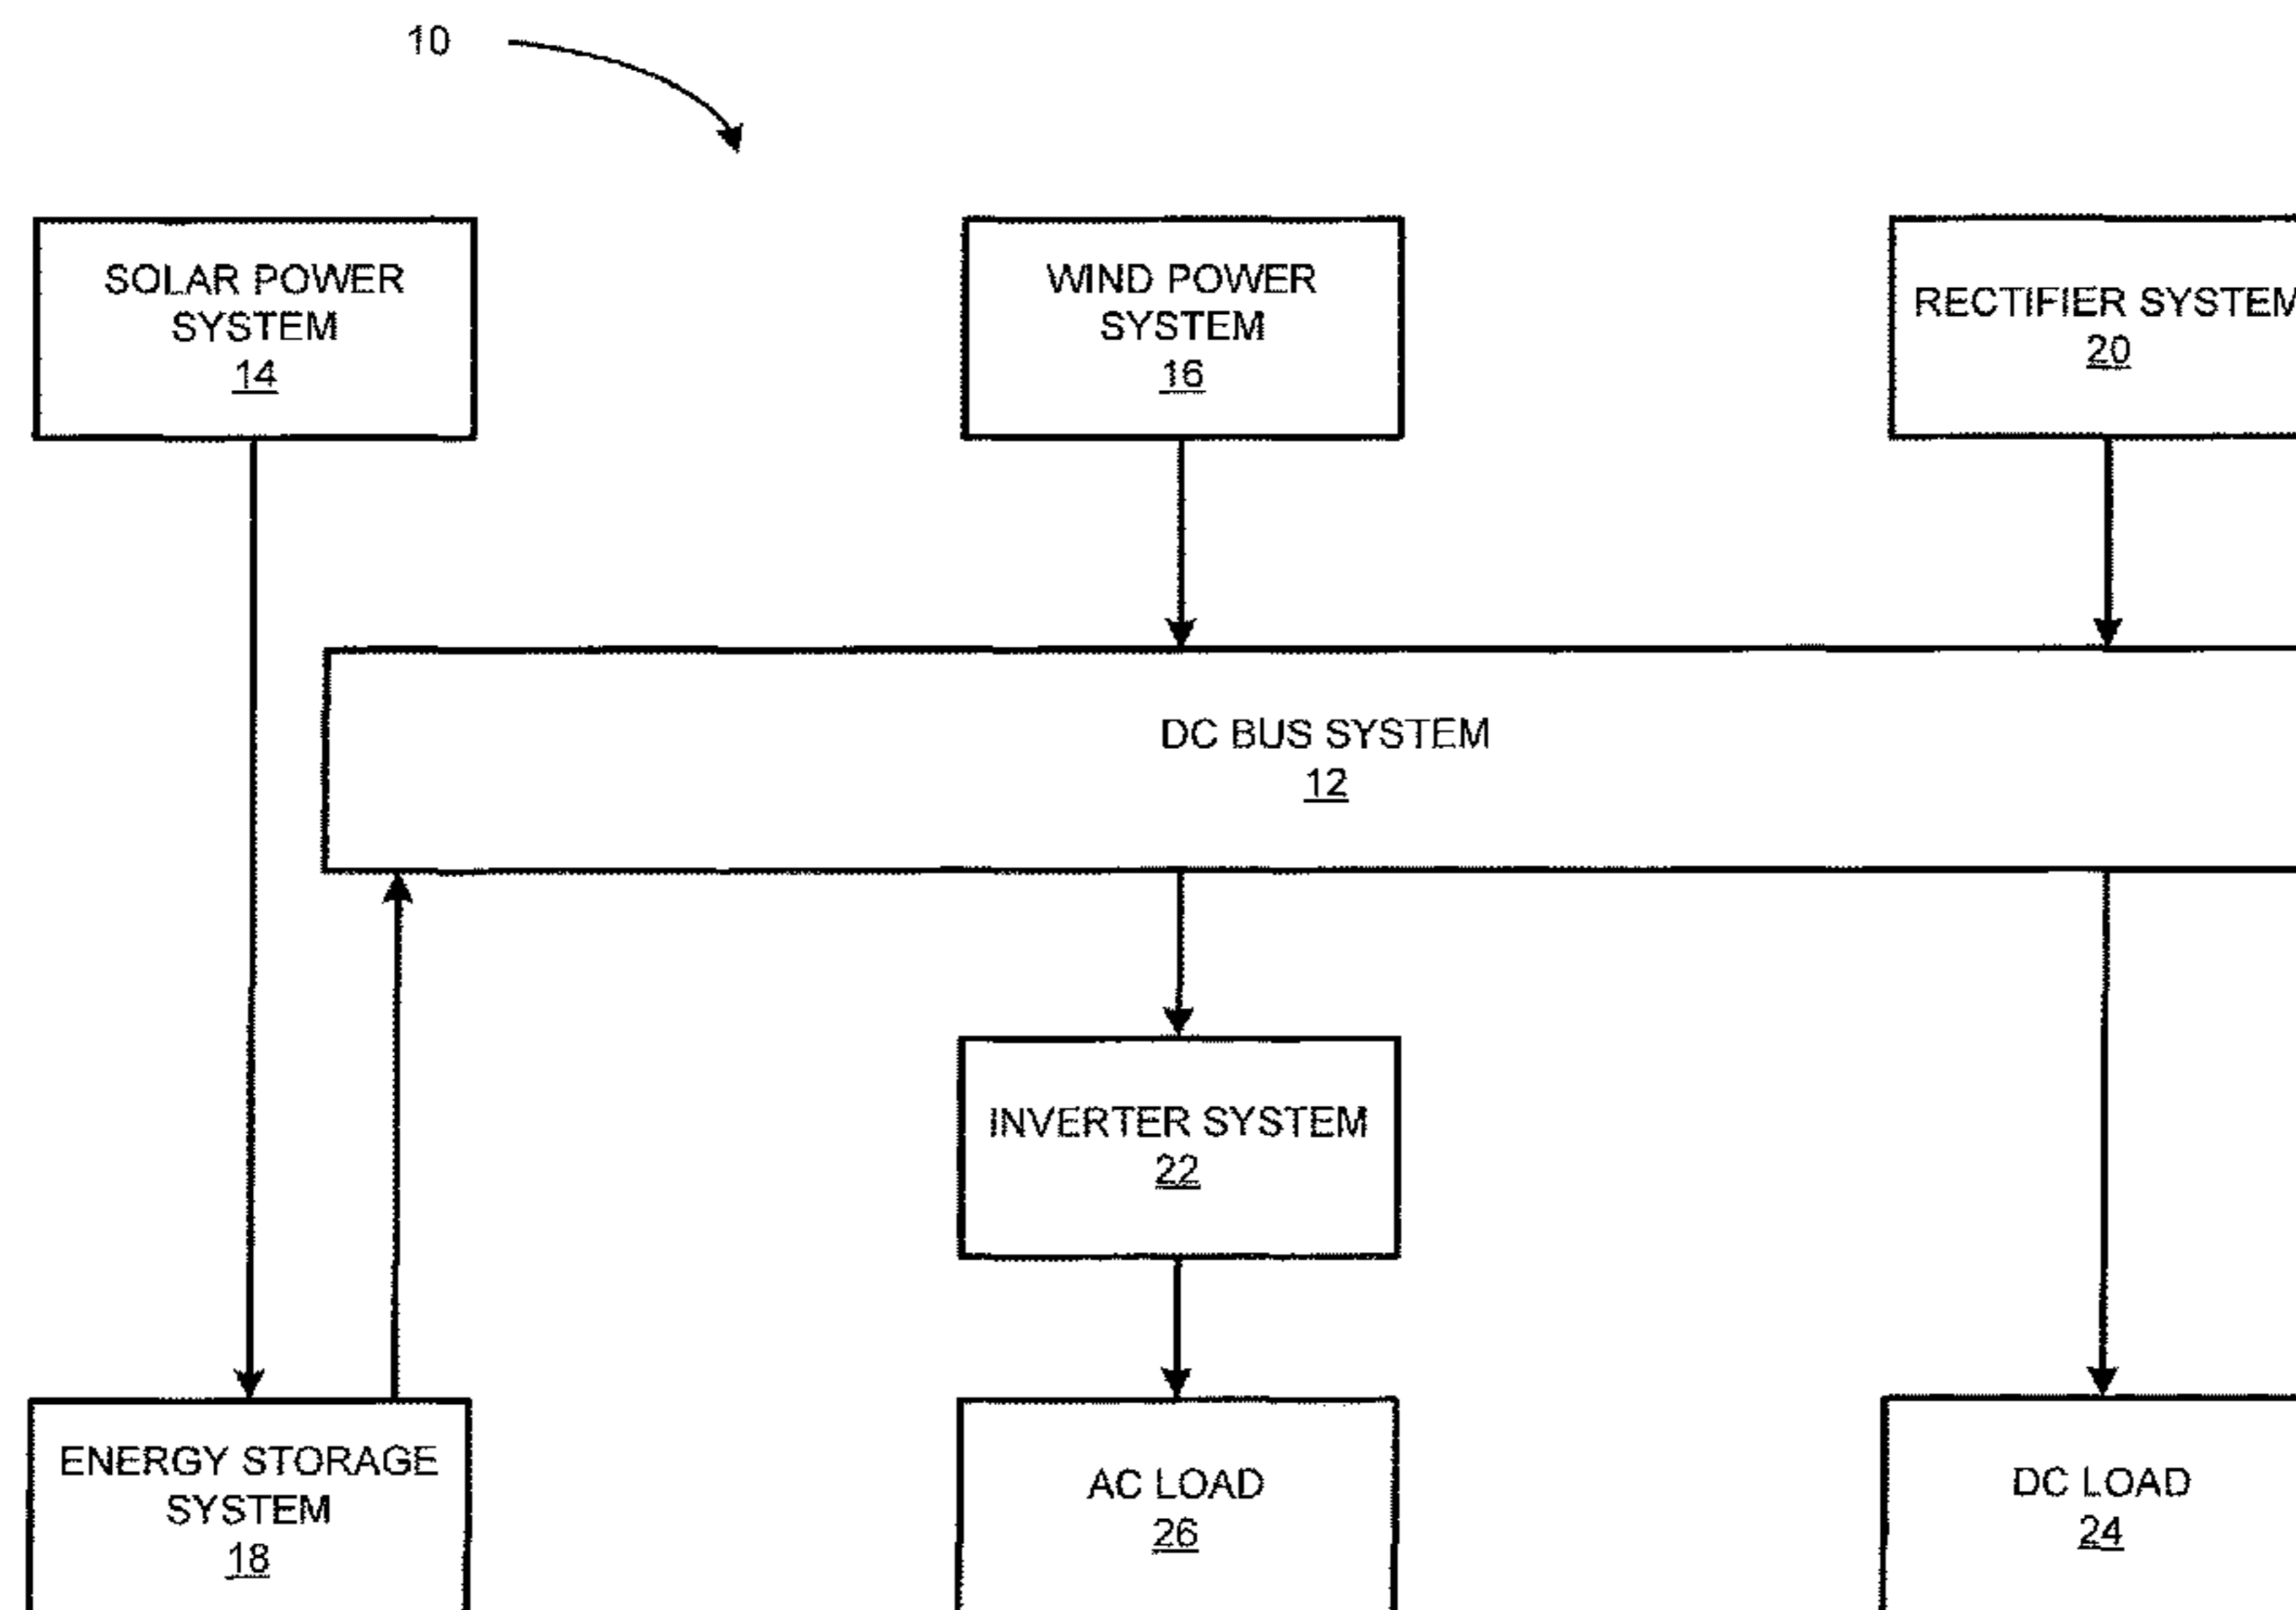 10
SOLAR POWER
SYSTEM
14
WIND POWER
SYSTEM
16
RECTIFIER SYSTEM
20
DC BUS SYSTEM
12
INVERTER SYSTEM
22
ENERGY STORAGE
SYSTEM
18
AC LOAD
26
DC LOAD
24